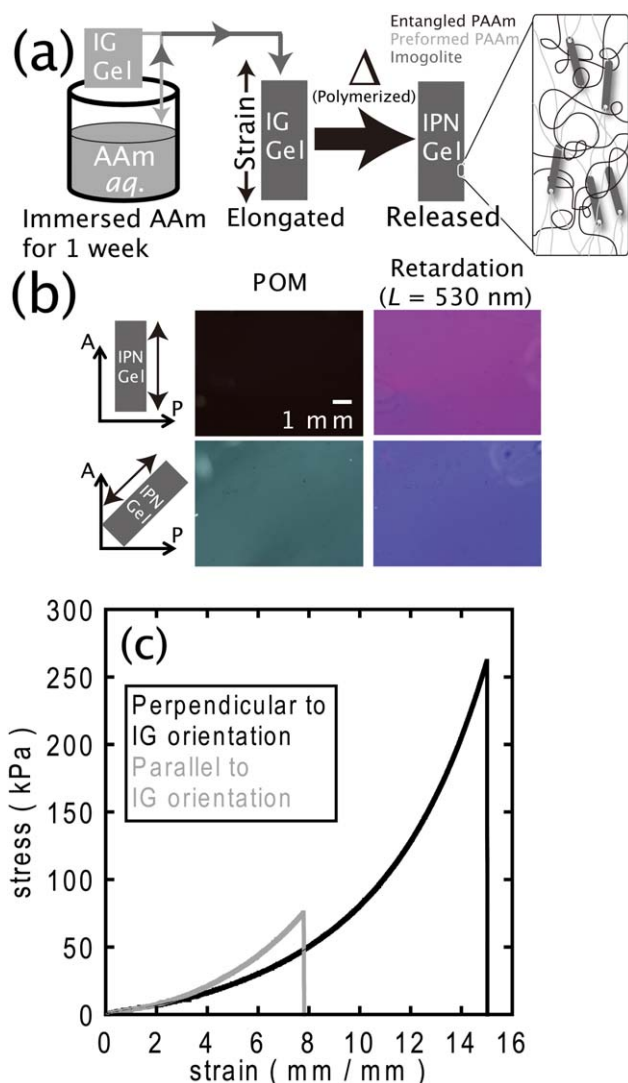 (a)
IG
Gel
AAm
aq.
Immersed AAm
for 1 week
Strain
IG
Gel
Elongated
Δ
(Polymerized)
IPN
Gel
Released
Entangled PAAm
Preformed PAAm
Imogolite
(b)
POM
Retardation
(L = 530 nm)
A
IPN
Gel
P
1 mm
A
IPN
Gel
P
(c)
Perpendicular to
IG orientation
Parallel to
IG orientation
stress ( kPa )
300
250
200
150
100
50
0
0 2 4 6 8 10 12 14 16
strain ( mm / mm )